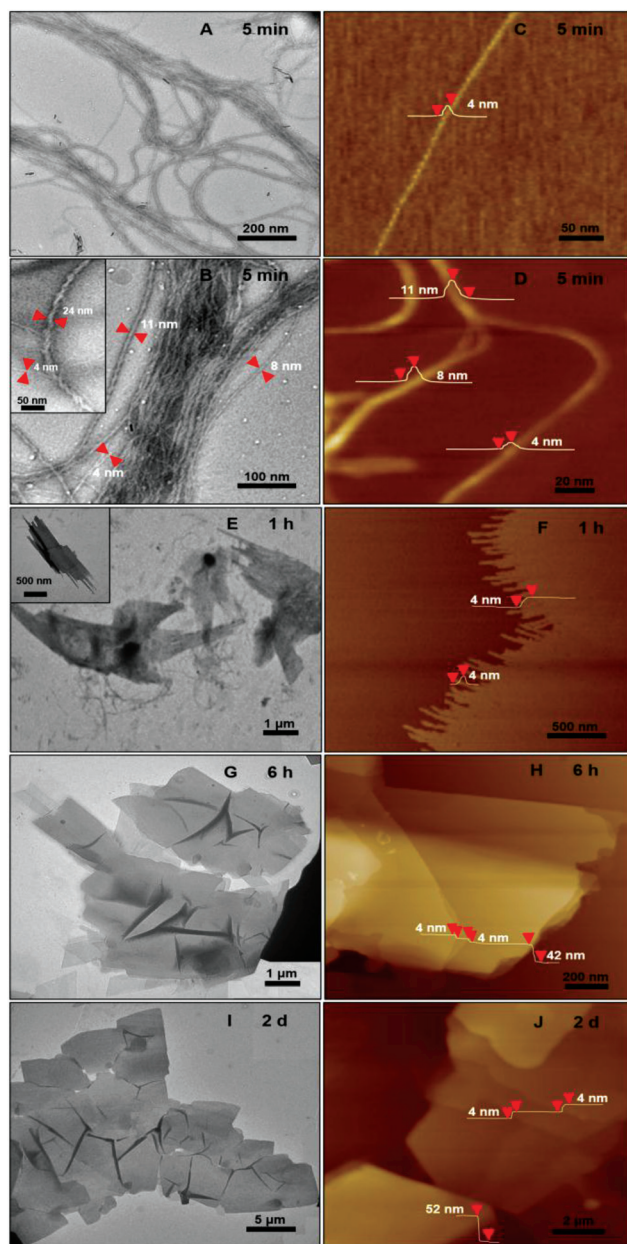 A 5 min
200 nm
C 5 min
4 nm
50 nm
B 5 min
24 nm
4 nm
50 nm
11 nm
8 nm
4 nm
100 nm
D 5 min
11 nm
8 nm
4 nm
20 nm
E 1 h
500 nm
1 µm
F 1 h
4 nm
4 nm
500 nm
G 6 h
1 µm
H 6 h
4 nm
4 nm
42 nm
200 nm
I 2 d
5 µm
J 2 d
4 nm
4 nm
52 nm
2 µm